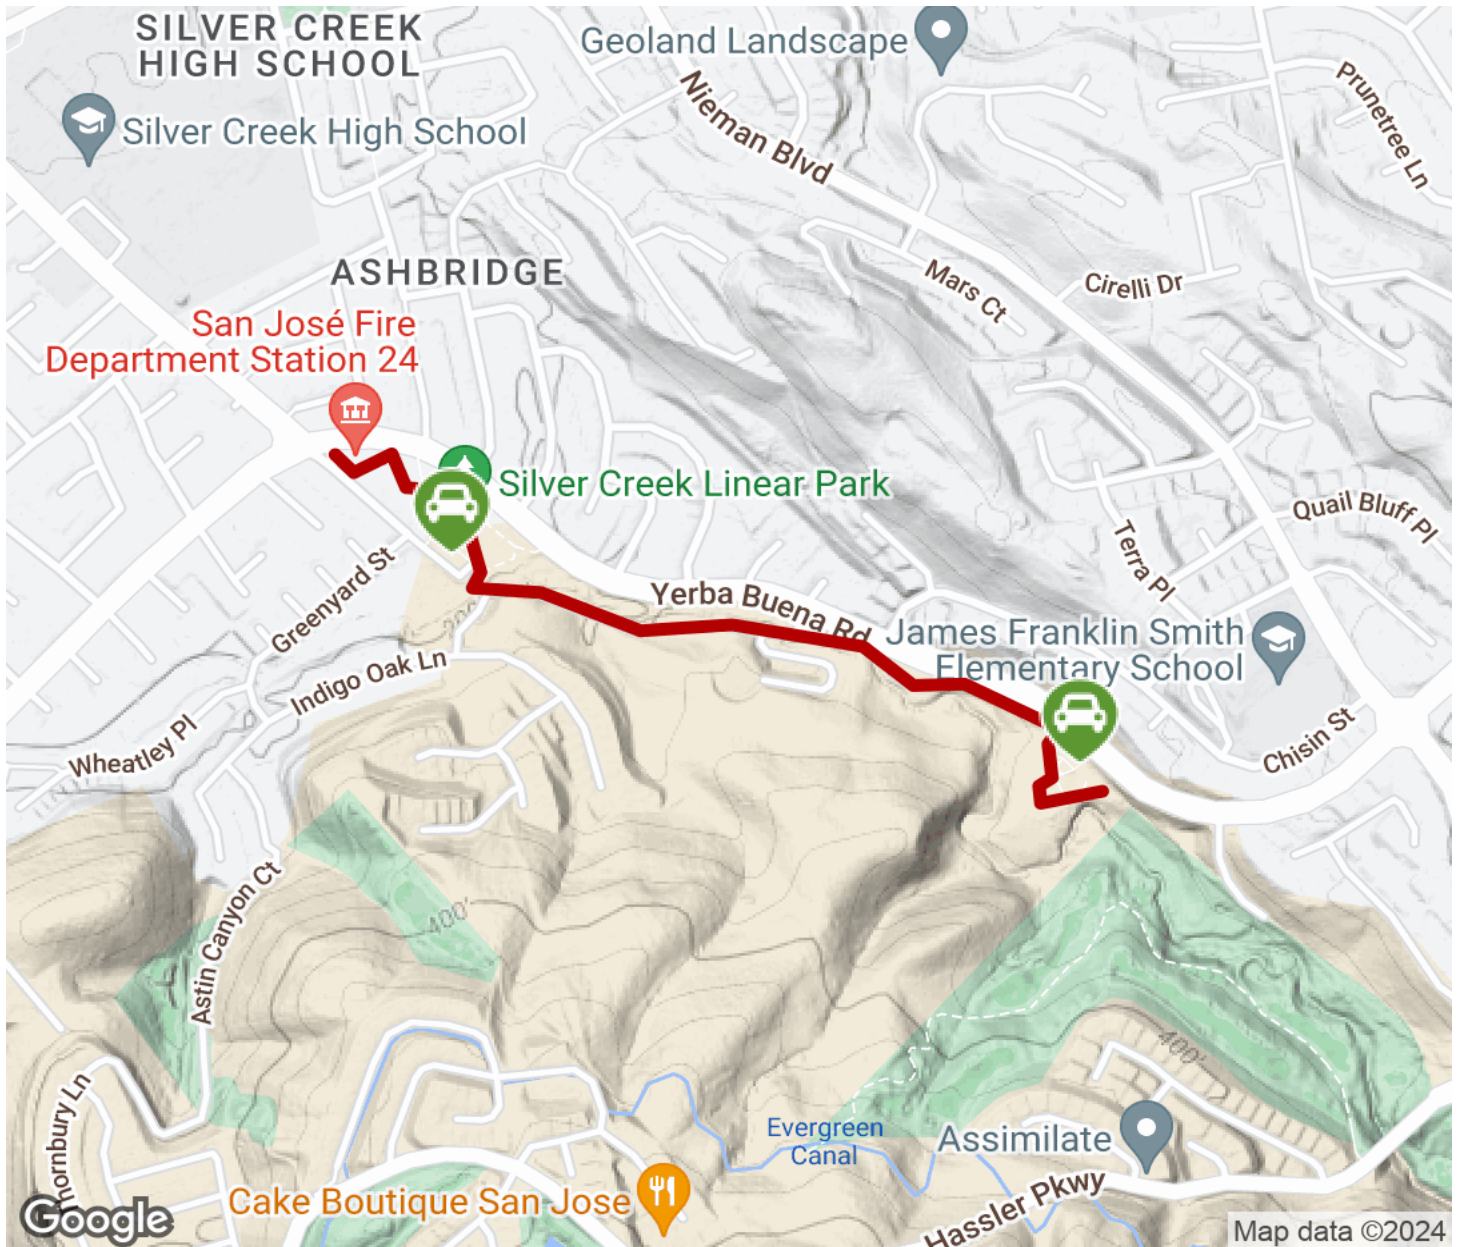 SILVER CREEK
HIGH SCHOOL
Geoland Landscape
Silver Creek High School
Nieman Blvd
Prunetree Ln
ASHBRIDGE
Mars Ct
Cirelli Dr
San José Fire
Department Station 24
Silver Creek Linear Park
Quail Bluff Pl
Terra Pl
Greenyard St
Yerba Buena Rd
James Franklin Smith
Elementary School
Indigo Oak Ln
Wheatley Pl
Chisin St
Astin Canyon Ct
400'
400'
Thornbury Ln
Evergreen
Canal
Assimilate
Cake Boutique San Jose
Hassler Pkwy
Google
Map data ©2024